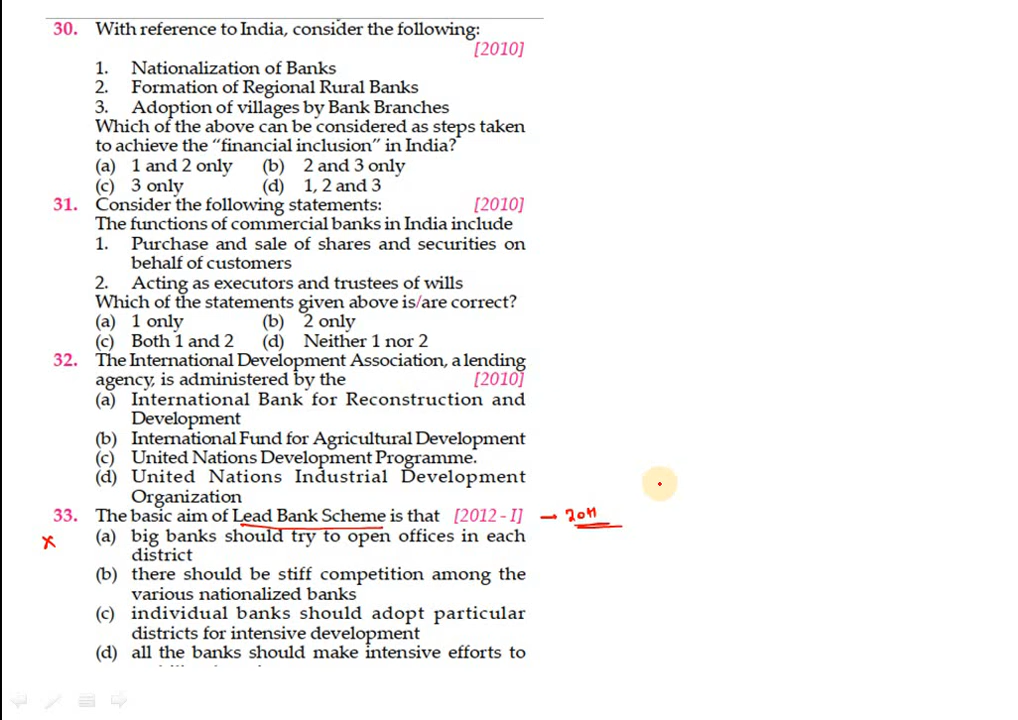 30. With reference to India, consider the following:
[2010]
1. Nationalization of Banks
2. Formation of Regional Rural Banks
3. Adoption of villages by Bank Branches
Which of the above can be considered as steps taken
to achieve the “financial inclusion” in India?
(a) 1 and 2 only (b) 2 and 3 only
(c) 3 only (d) 1, 2 and 3
31. Consider the following statements: [2010]
The functions of commercial banks in India include
1. Purchase and sale of shares and securities on
behalf of customers
2. Acting as executors and trustees of wills
Which of the statements given above is/are correct?
(a) 1 only (b) 2 only
(c) Both 1 and 2 (d) Neither 1 nor 2
32. The International Development Association, a lending
agency, is administered by the [2010]
(a) International Bank for Reconstruction and
Development
(b) International Fund for Agricultural Development
(c) United Nations Development Programme.
(d) United Nations Industrial Development
Organization
33. The basic aim of Lead Bank Scheme is that [2012 - I] → 2011
x (a) big banks should try to open offices in each
district
(b) there should be stiff competition among the
various nationalized banks
(c) individual banks should adopt particular
districts for intensive development
(d) all the banks should make intensive efforts to